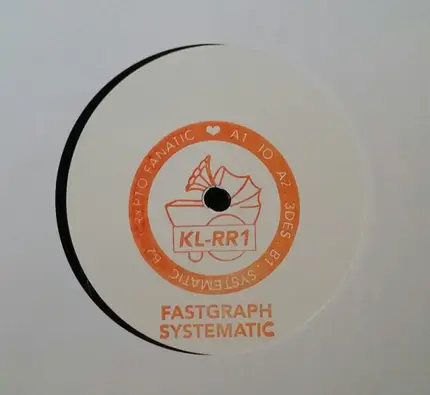 ♥ A1 IO A2 · 3DES · B1 · SYSTEMATIC B2 CRYPTO FANATIC
KL-RR1
FASTGRAPH
SYSTEMATIC